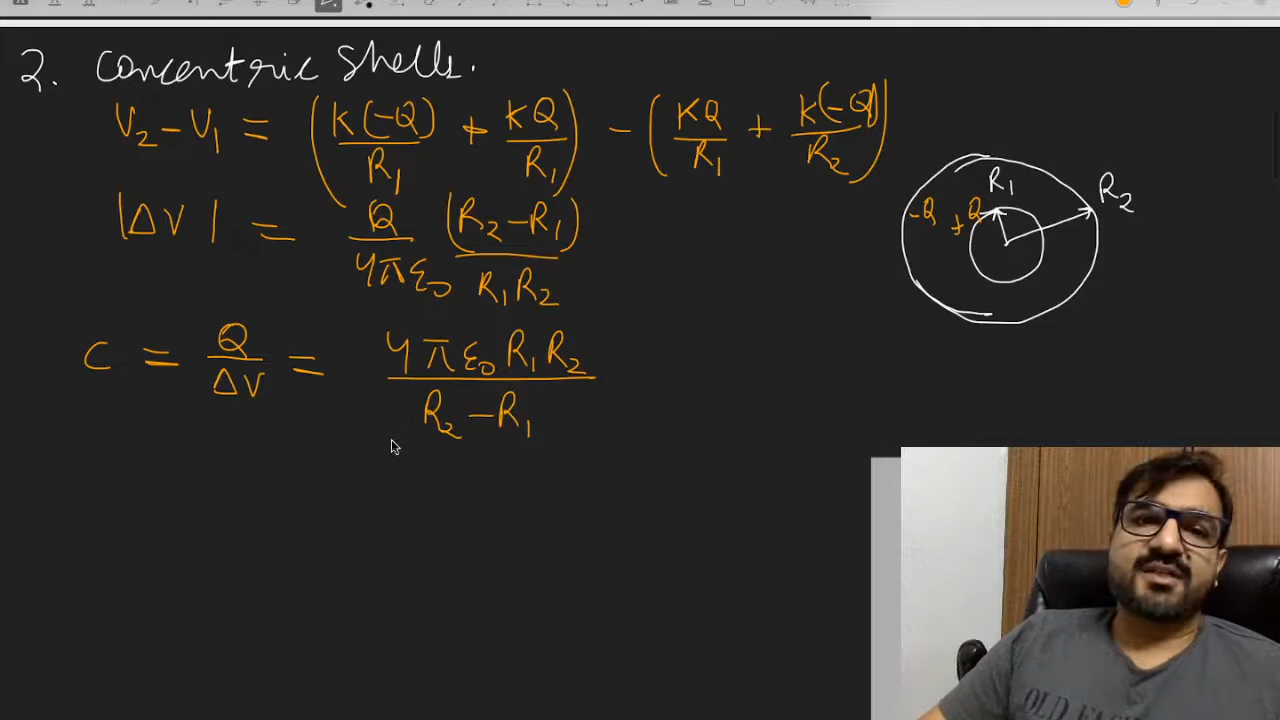 2. Concentric Shells.
V₂ - V₁ = (K(-Q)/R₁ + KQ/R₁) - (KQ/R₁ + K(-Q)/R₂)
|ΔV| = Q/4πε₀ (R₂-R₁)/R₁R₂
C = Q/ΔV = 4πε₀R₁R₂/R₂-R₁
R₁
R₂
-Q
+Q